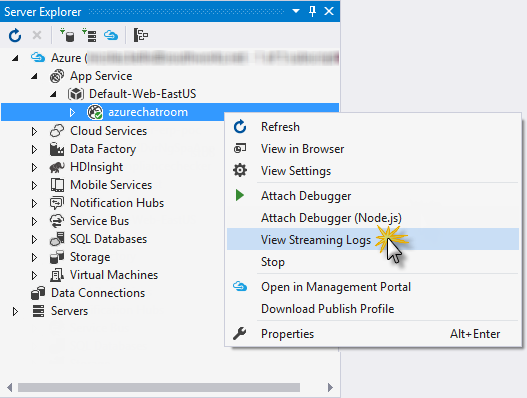 Server Explorer
Azure (
App Service
Default-Web-EastUS
azurechatroom
Cloud Services
Data Factory
HDInsight
Mobile Services
Notification Hubs
Service Bus
SQL Databases
Storage
Virtual Machines
Data Connections
Servers
Refresh
View in Browser
View Settings
Attach Debugger
Attach Debugger (Node.js)
View Streaming Logs
Stop
Open in Management Portal
Download Publish Profile
Properties Alt+Enter